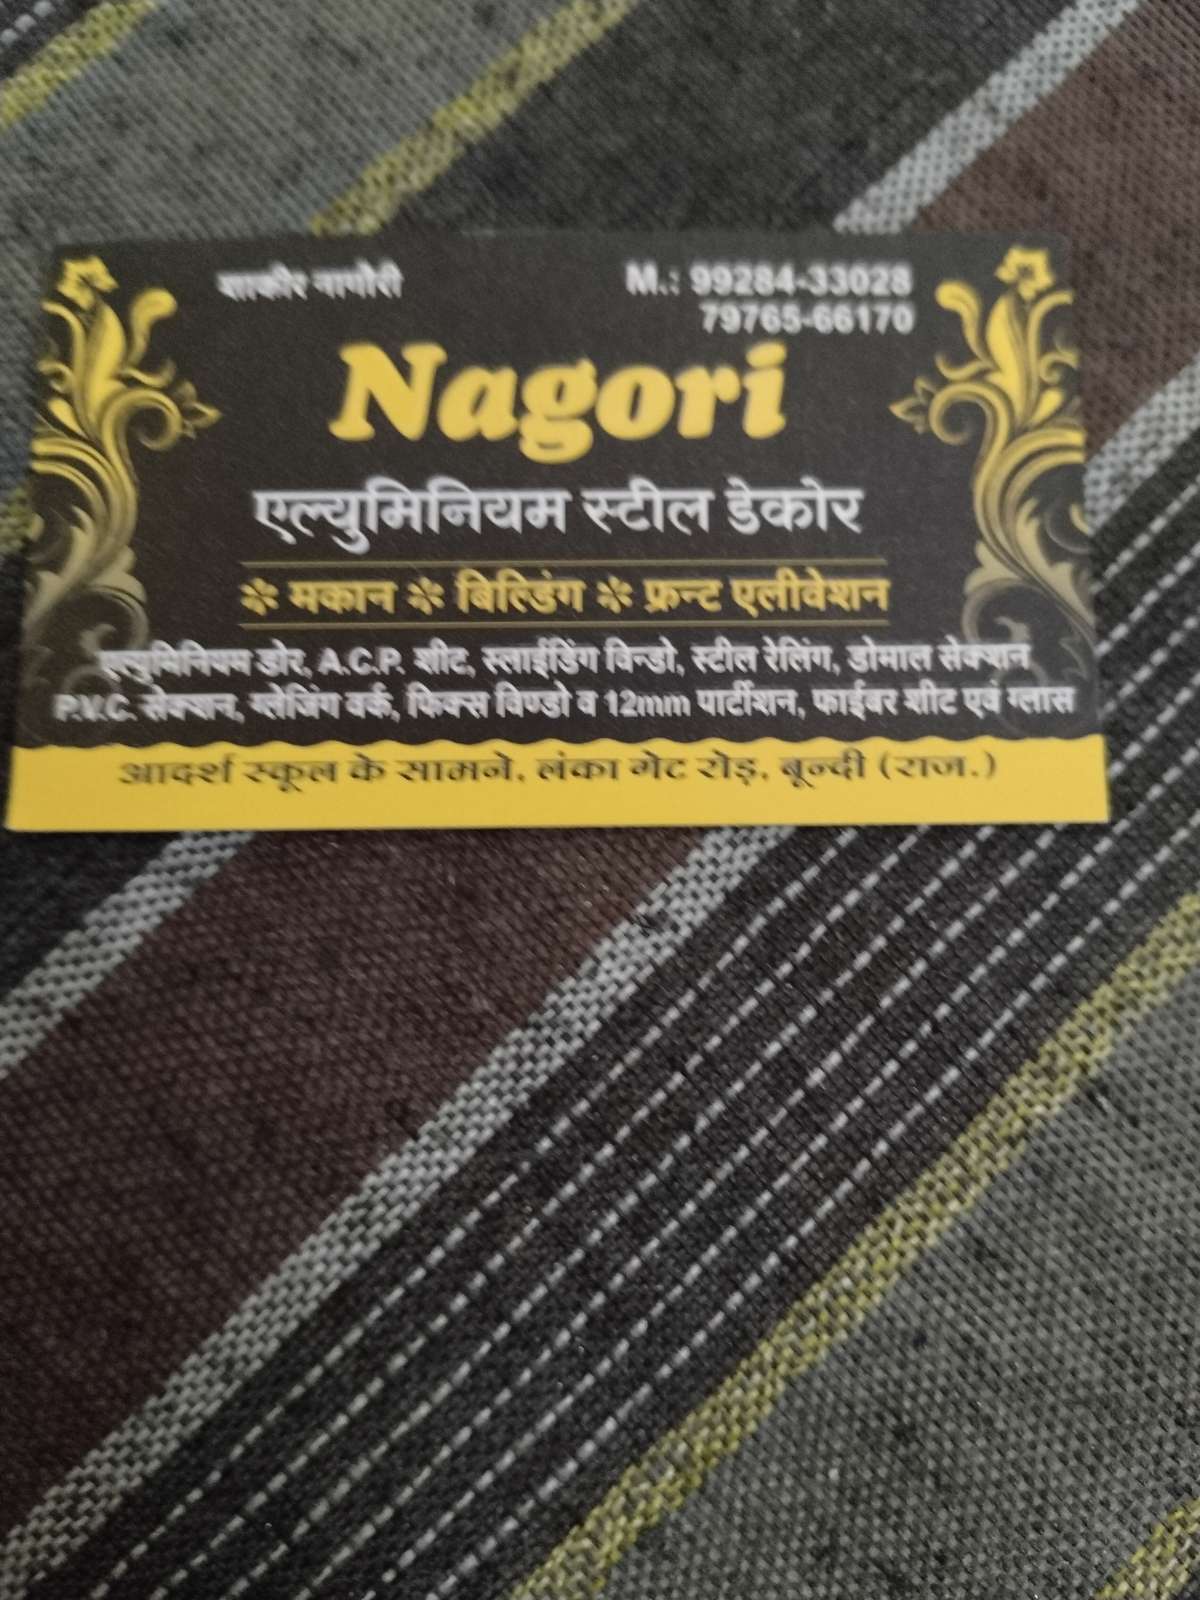 शाकीर नागोरी
M.: 99284-33028
79765-66170
Nagori
एल्युमिनियम स्टील डेकोर
❇ मकान ❇ बिल्डिंग ❇ फ्रन्ट एलीवेशन
एल्युमिनियम डोर, A.C.P. शीट, स्लाईडिंग विन्डो, स्टील रेलिंग, डोमाल सेक्शन
P.V.C. सेक्शन, ग्लेजिंग वर्क, फिक्स विण्डो व 12mm पार्टीशन, फाईबर शीट एवं ग्लास
आदर्श स्कूल के सामने, लंका गेट रोड़, बून्दी (राज.)